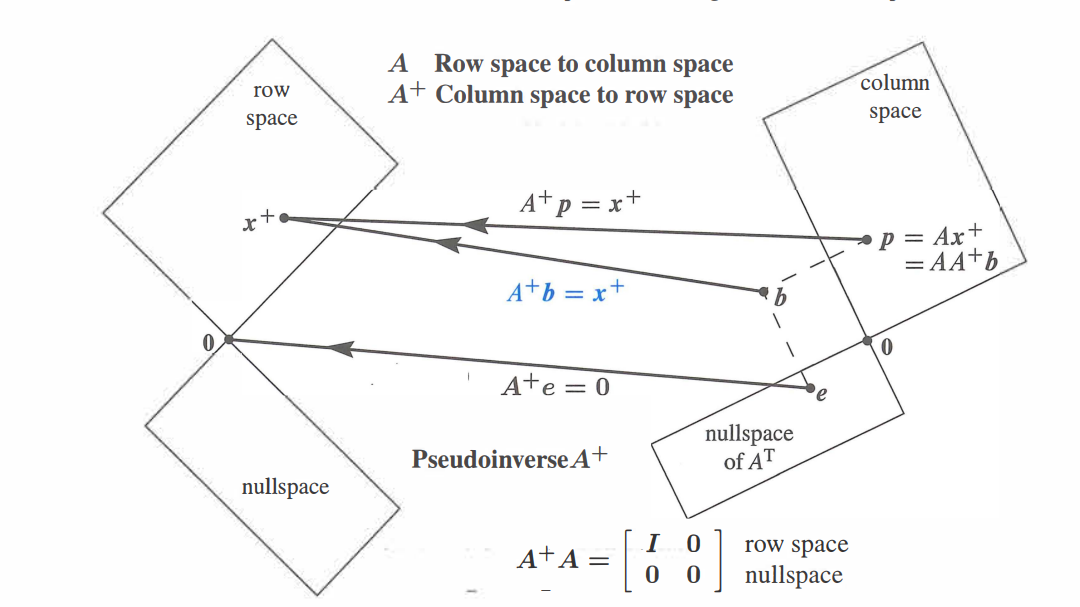 A Row space to column space
A⁺ Column space to row space
row
space
column
space
A⁺p = x⁺
x⁺
p = Ax⁺
= AA⁺b
A⁺b = x⁺
b
0
0
A⁺e = 0
e
nullspace
of Aᵀ
Pseudoinverse A⁺
nullspace
A⁺A = [ I 0 ] row space
[ 0 0 ] nullspace